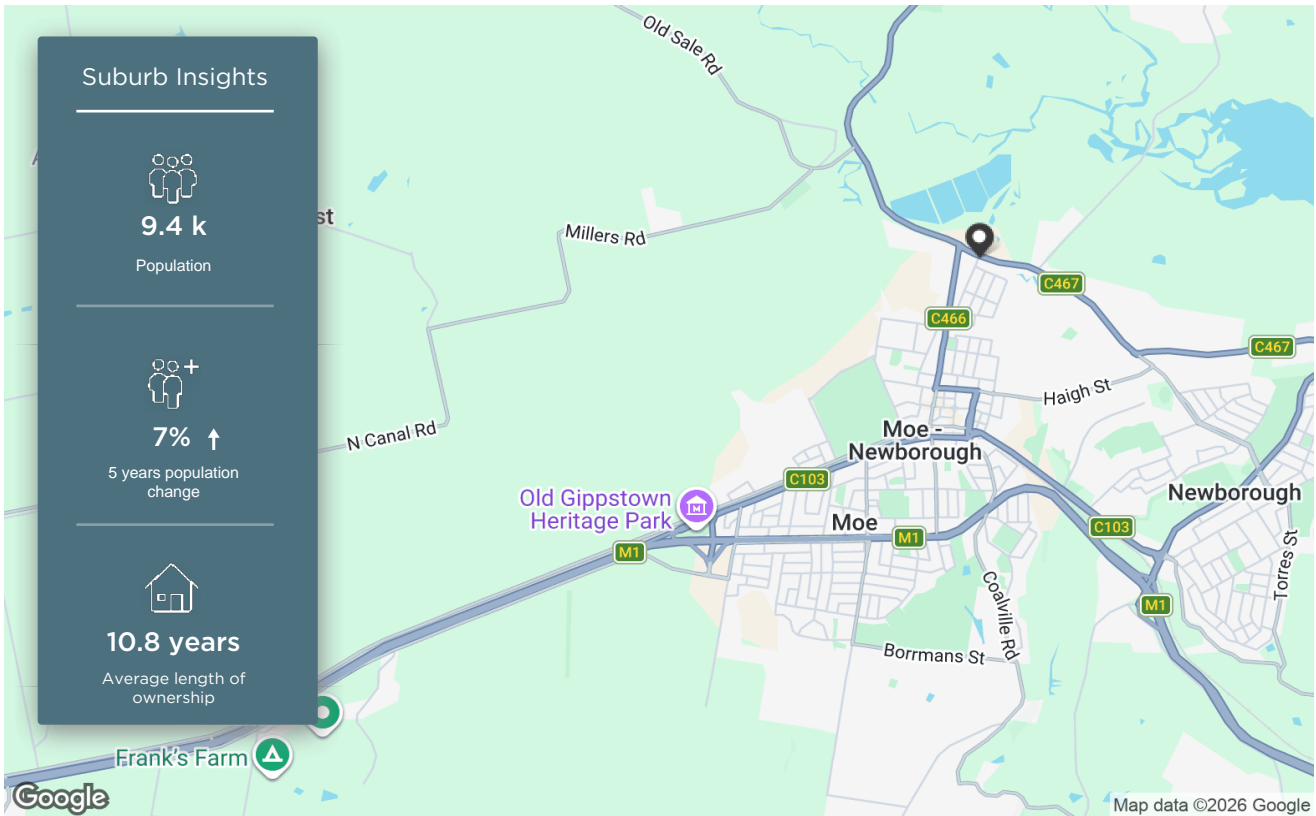 Suburb Insights
9.4 k
Population
7%
5 years population
change
10.8 years
Average length of
ownership
Old Sale Rd
st
Millers Rd
C467
C466
C467
Haigh St
N Canal Rd
Moe -
Newborough
C103
Old Gippstown
Heritage Park
Newborough
Moe
M1
M1
C103
Torres St
Coalville Rd
M1
Borrmans St
Frank's Farm
Google
Map data ©2026 Google